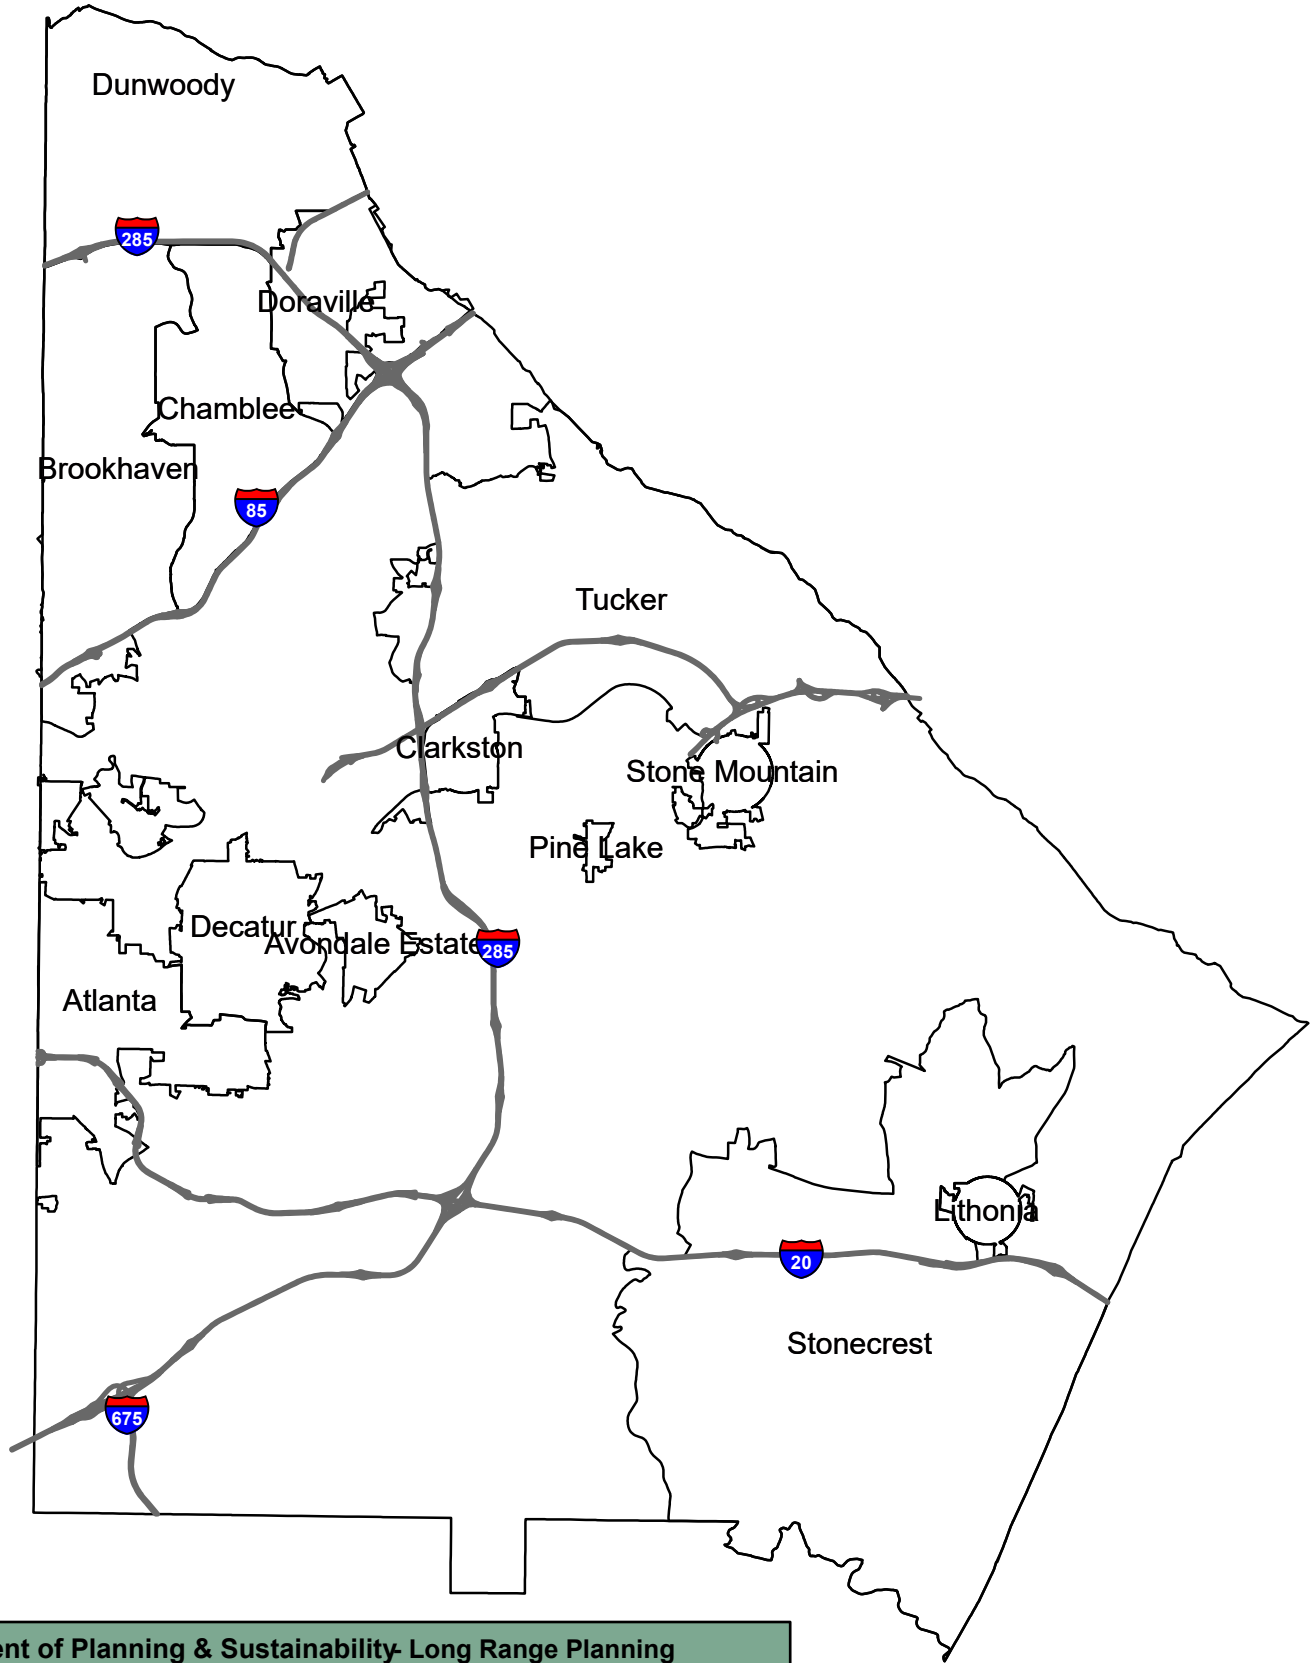 Dunwoody
285
Doraville
Chamblee
Brookhaven
85
Tucker
Clarkston
Stone Mountain
Pine Lake
Decatur
Avondale Estate
285
Atlanta
Lithonia
20
Stonecrest
675
ent of Planning & Sustainability- Long Range Planning